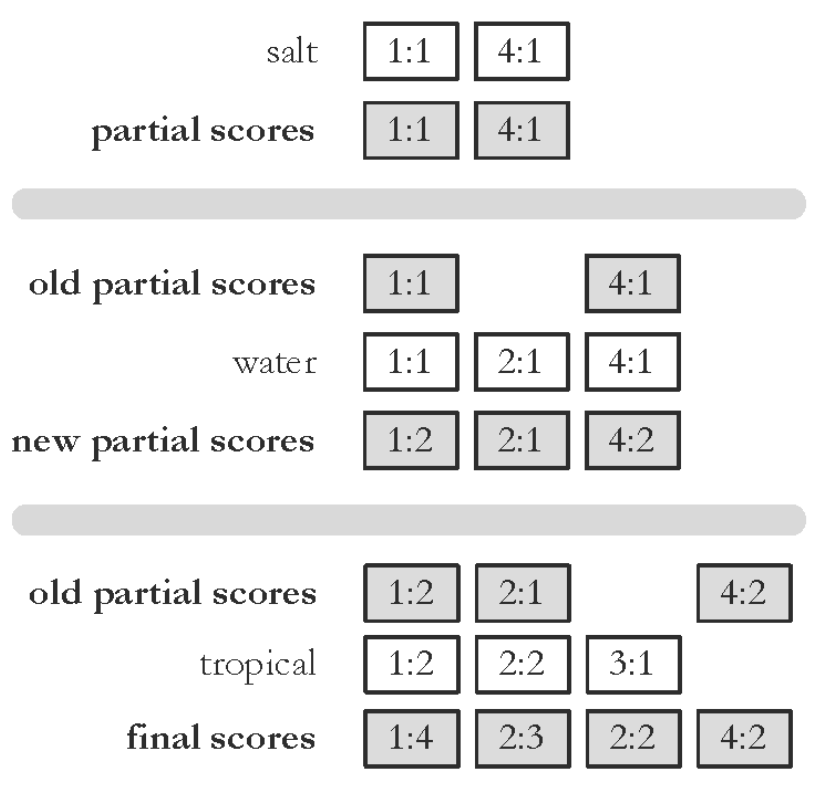 salt 1:1 4:1
partial scores 1:1 4:1
old partial scores 1:1 4:1
water 1:1 2:1 4:1
new partial scores 1:2 2:1 4:2
old partial scores 1:2 2:1 4:2
tropical 1:2 2:2 3:1
final scores 1:4 2:3 2:2 4:2